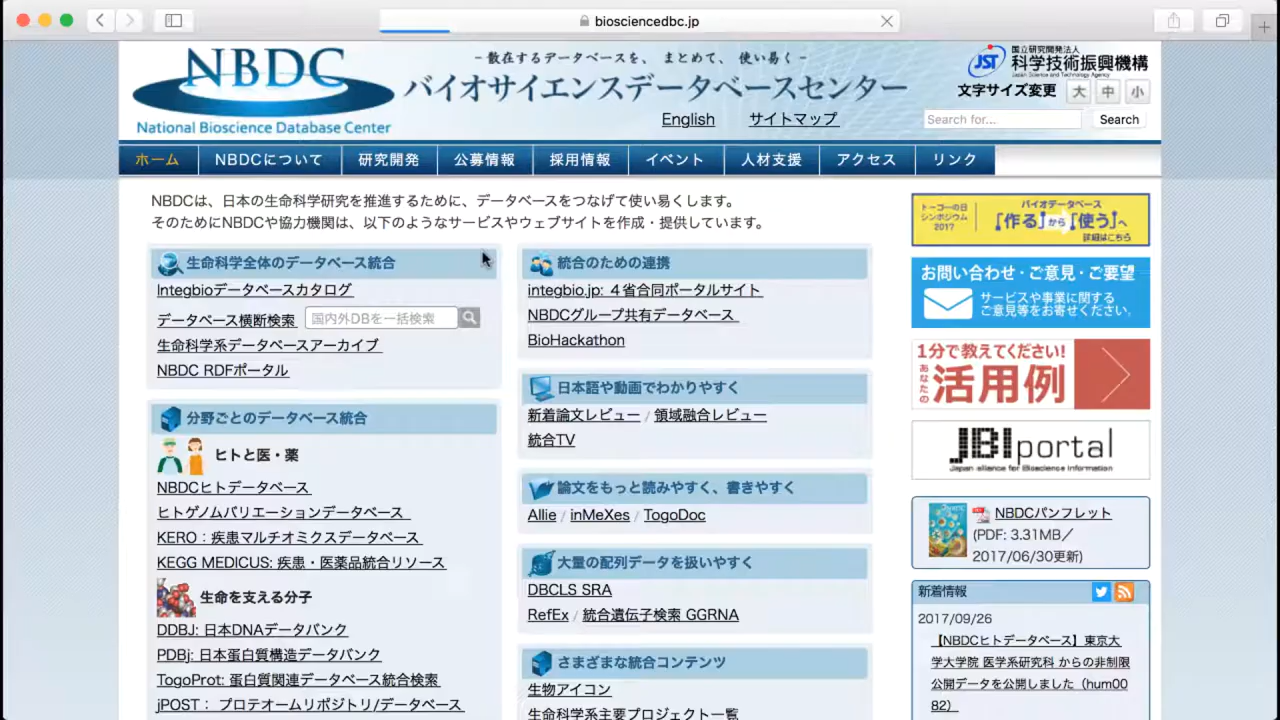 biosciencedbc.jp
NBDC
National Bioscience Database Center
- 散在するデータベースを、 まとめて、 使い易く -
バイオサイエンスデータベースセンター
English
サイトマップ
JST
国立研究開発法人
科学技術振興機構
Japan Science and Technology Agency
文字サイズ変更 大 中 小
Search for...
Search
ホーム
NBDCについて
研究開発
公募情報
採用情報
イベント
人材支援
アクセス
リンク
NBDCは、日本の生命科学研究を推進するために、データベースをつなげて使い易くします。
そのためにNBDCや協力機関は、以下のようなサービスやウェブサイトを作成・提供しています。
生命科学全体のデータベース統合
Integbioデータベースカタログ
データベース横断検索 国内外DBを一括検索
生命科学系データベースアーカイブ
NBDC RDFポータル
分野ごとのデータベース統合
ヒトと医・薬
NBDCヒトデータベース
ヒトゲノムバリエーションデータベース
KERO：疾患マルチオミクスデータベース
KEGG MEDICUS: 疾患・医薬品統合リソース
生命を支える分子
DDBJ: 日本DNAデータバンク
PDBj: 日本蛋白質構造データバンク
TogoProt: 蛋白質関連データベース統合検索
jPOST： プロテオームリポジトリ/データベース
統合のための連携
integbio.jp: ４省合同ポータルサイト
NBDCグループ共有データベース
BioHackathon
日本語や動画でわかりやすく
新着論文レビュー / 領域融合レビュー
統合TV
論文をもっと読みやすく、書きやすく
Allie / inMeXes / TogoDoc
大量の配列データを扱いやすく
DBCLS SRA
RefEx / 統合遺伝子検索 GGRNA
さまざまな統合コンテンツ
生物アイコン
生命科学系主要プロジェクト一覧
トーゴーの日
シンポジウム
2017
バイオデータベース
「作る」から「使う」へ
詳細はこちら
お問い合わせ・ご意見・ご要望
サービスや事業に関する
ご意見等をお寄せください。
1分で教えてください!
あなたの
活用例
JBIportal
Japan alliance for Bioscience Information
NBDCパンフレット
(PDF: 3.31MB／
2017/06/30更新)
新着情報
2017/09/26
【NBDCヒトデータベース】東京大
学大学院 医学系研究科 からの非制限
公開データを公開しました（hum00
82）